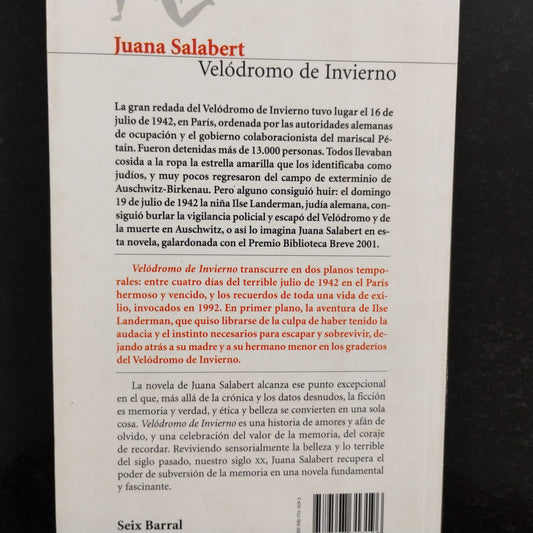 Juana Salabert
Velódromo de Invierno
La gran redada del Velódromo de Invierno tuvo lugar el 16 de
julio de 1942, en París, ordenada por las autoridades alemanas
de ocupación y el gobierno colaboracionista del mariscal Pé-
tain. Fueron detenidas más de 13.000 personas. Todos llevaban
cosida a la ropa la estrella amarilla que los identificaba como
judíos, y muy pocos regresaron del campo de exterminio de
Auschwitz-Birkenau. Pero alguno consiguió huir: el domingo
19 de julio de 1942 la niña Ilse Landerman, judía alemana, con-
siguió burlar la vigilancia policial y escapó del Velódromo y de
la muerte en Auschwitz, o así lo imagina Juana Salabert en es-
ta novela, galardonada con el Premio Biblioteca Breve 2001.
Velódromo de Invierno transcurre en dos planos tempo-
rales: entre cuatro días del terrible julio de 1942 en el París
hermoso y vencido, y los recuerdos de toda una vida de exi-
lio, invocados en 1992. En primer plano, la aventura de Ilse
Landerman, que quiso librarse de la culpa de haber tenido la
audacia y el instinto necesarios para escapar y sobrevivir, de-
jando atrás a su madre y a su hermano menor en los graderíos
del Velódromo de Invierno.
La novela de Juana Salabert alcanza ese punto excepcional
en el que, más allá de la crónica y los datos desnudos, la ficción
es memoria y verdad, y ética y belleza se convierten en una sola
cosa. Velódromo de Invierno es una historia de amores y afán de
olvido, y una celebración del valor de la memoria, del coraje
de recordar. Reviviendo sensorialmente la belleza y lo terrible
del siglo pasado, nuestro siglo XX, Juana Salabert recupera el
poder de subversión de la memoria en una novela fundamental
y fascinante.
Seix Barral